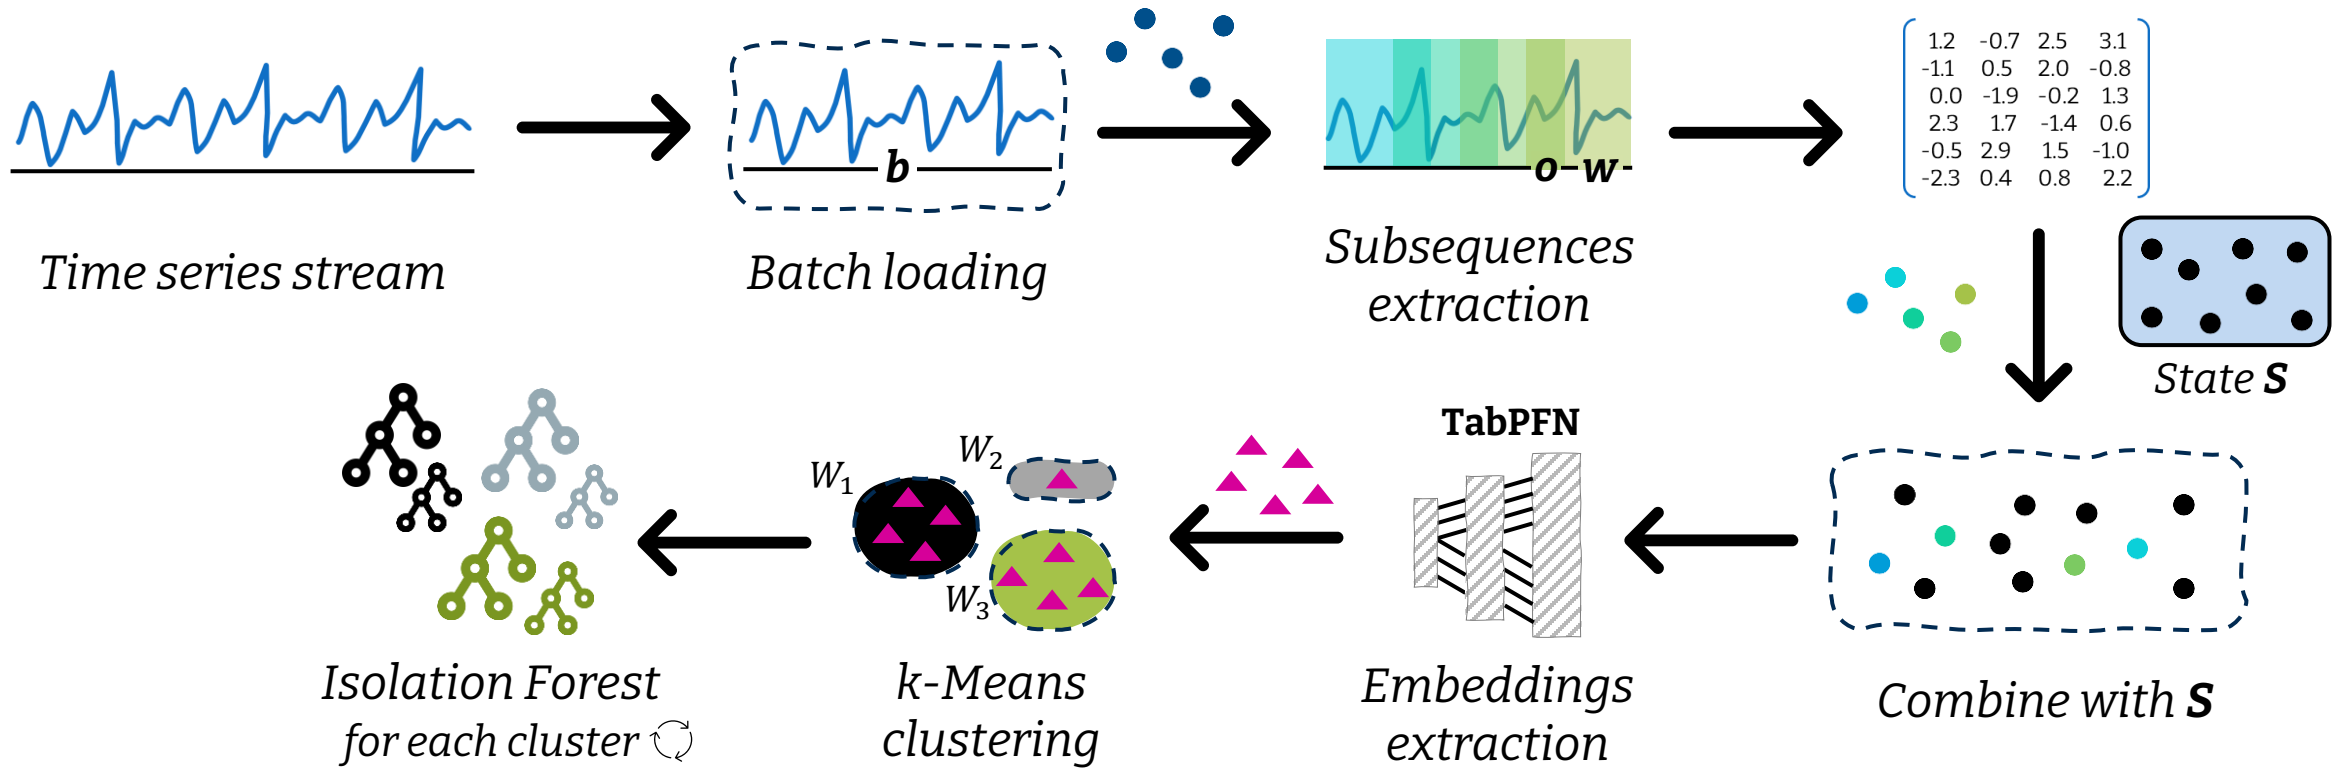 b
o w
1.2 -0.7 2.5 3.1
-1.1 0.5 2.0 -0.8
0.0 -1.9 -0.2 1.3
2.3 1.7 -1.4 0.6
-0.5 2.9 1.5 -1.0
-2.3 0.4 0.8 2.2
Time series stream
Batch loading
Subsequences
extraction
State S
TabPFN
W1
W2
W3
Isolation Forest
for each cluster
k-Means
clustering
Embeddings
extraction
Combine with S